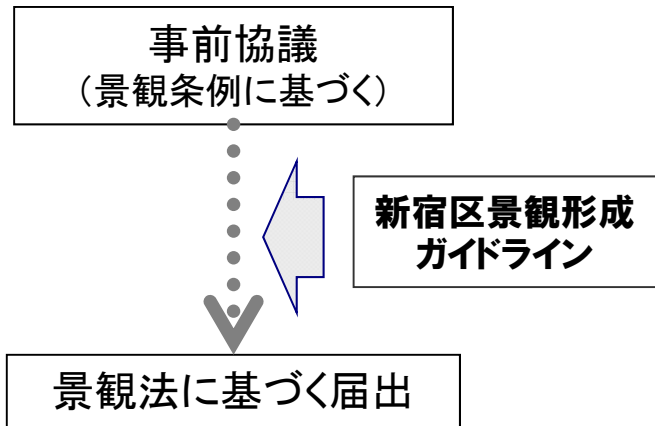 事前協議
（景観条例に基づく）
新宿区景観形成
ガイドライン
景観法に基づく届出